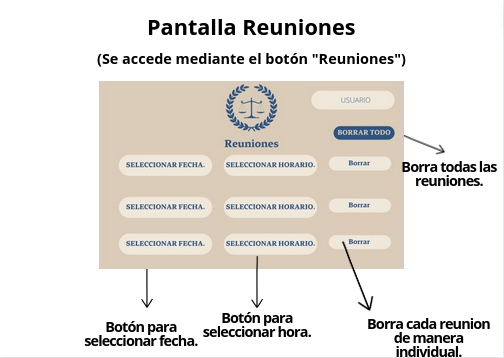 Pantalla Reuniones
(Se accede mediante el botón "Reuniones")
USUARIO
BORRAR TODO
Reuniones
Borra todas las
reuniones.
SELECCIONAR FECHA. SELECCIONAR HORARIO. Borrar
SELECCIONAR FECHA. SELECCIONAR HORARIO. Borrar
SELECCIONAR FECHA. SELECCIONAR HORARIO. Borrar
Botón para
seleccionar fecha.
Botón para
seleccionar hora.
Borra cada reunion
de manera
individual.